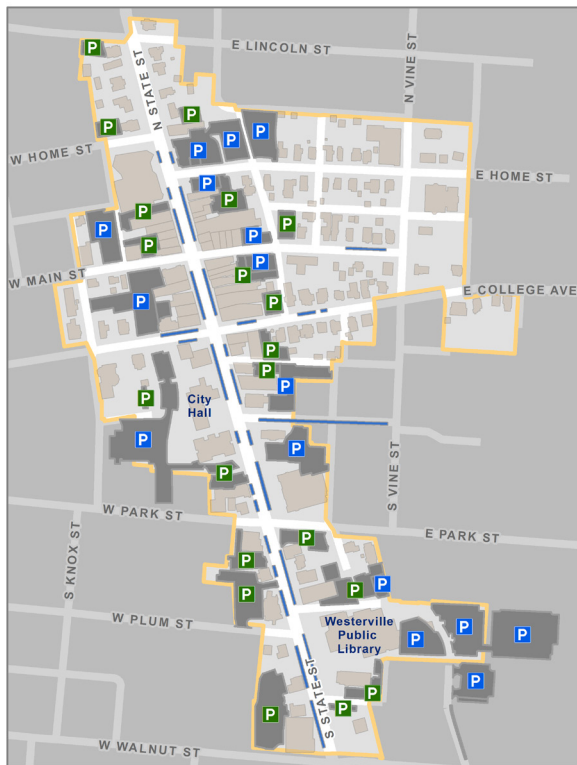 P
E LINCOLN ST
N VINE ST
N STATE ST
P
P
P
P
P
P
W HOME ST
E HOME ST
P
P
P
P
P
P
P
P
P
W MAIN ST
P
P
P
E COLLEGE AVE
P
P
P
P
City
Hall
P
P
P
S VINE ST
W PARK ST
E PARK ST
P
P
S KNOX ST
P
P
P
W PLUM ST
Westerville
Public
Library
P
P
P
P
S STATE ST
P
P
P
W WALNUT ST